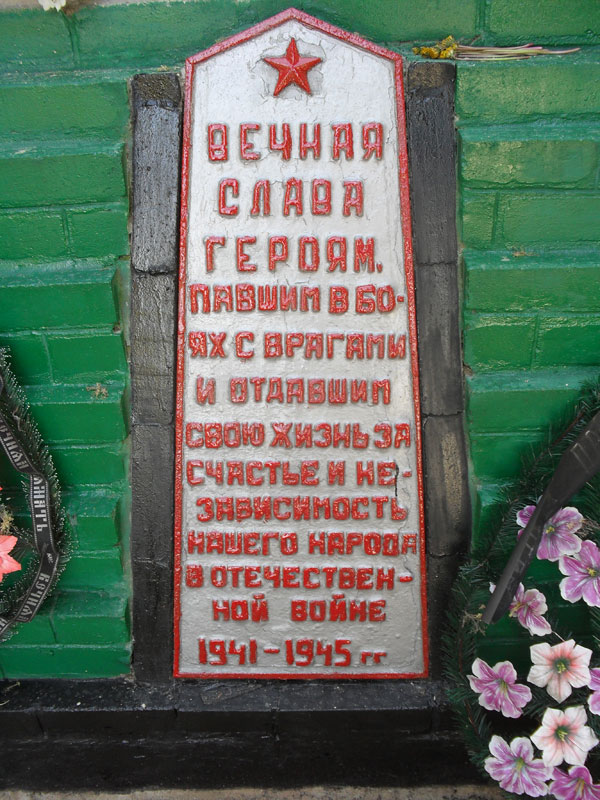 ВЕЧНАЯ
СЛАВА
ГЕРОЯМ,
ПАВШИМ В БО-
ЯХ С ВРАГАМИ
И ОТДАВШИМ
СВОЮ ЖИЗНЬ ЗА
СЧАСТЬЕ И НЕ-
ЗАВИСИМОСТЬ
НАШЕГО НАРОДА
В ОТЕЧЕСТВЕН-
НОЙ ВОЙНЕ
1941-1945 гг